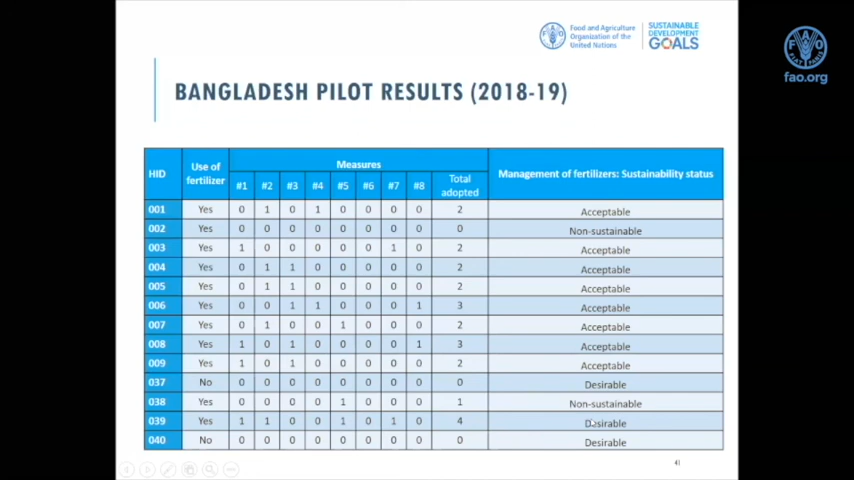 Food and Agriculture
Organization of the
United Nations
SUSTAINABLE
DEVELOPMENT
GOALS
FAO
FIAT PANIS
fao.org
BANGLADESH PILOT RESULTS (2018-19)
HID Use of fertilizer Measures Management of fertilizers: Sustainability status
#1 #2 #3 #4 #5 #6 #7 #8 Total adopted
001 Yes 0 1 0 1 0 0 0 0 2 Acceptable
002 Yes 0 0 0 0 0 0 0 0 0 Non-sustainable
003 Yes 1 0 0 0 0 0 1 0 2 Acceptable
004 Yes 0 1 1 0 0 0 0 0 2 Acceptable
005 Yes 0 1 1 0 0 0 0 0 2 Acceptable
006 Yes 0 0 1 1 0 0 0 1 3 Acceptable
007 Yes 0 1 0 0 1 0 0 0 2 Acceptable
008 Yes 1 0 1 0 0 0 0 1 3 Acceptable
009 Yes 1 0 1 0 0 0 0 0 2 Acceptable
037 No 0 0 0 0 0 0 0 0 0 Desirable
038 Yes 0 0 0 0 1 0 0 0 1 Non-sustainable
039 Yes 1 1 0 0 1 0 1 0 4 Desirable
040 No 0 0 0 0 0 0 0 0 0 Desirable
41